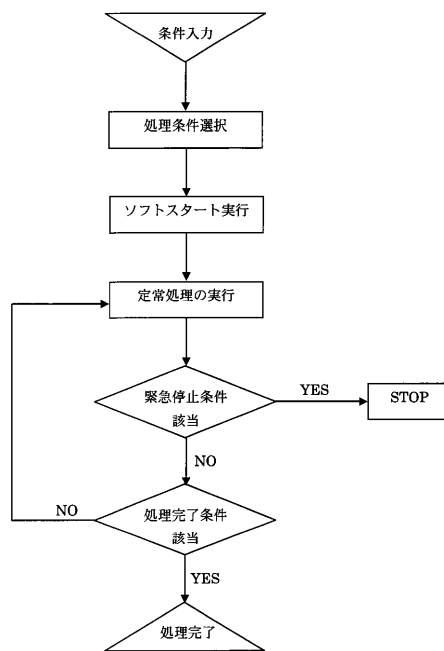 条件入力
処理条件選択
ソフトスタート実行
定常処理の実行
緊急停止条件
該当
YES
STOP
NO
処理完了条件
該当
NO
YES
処理完了